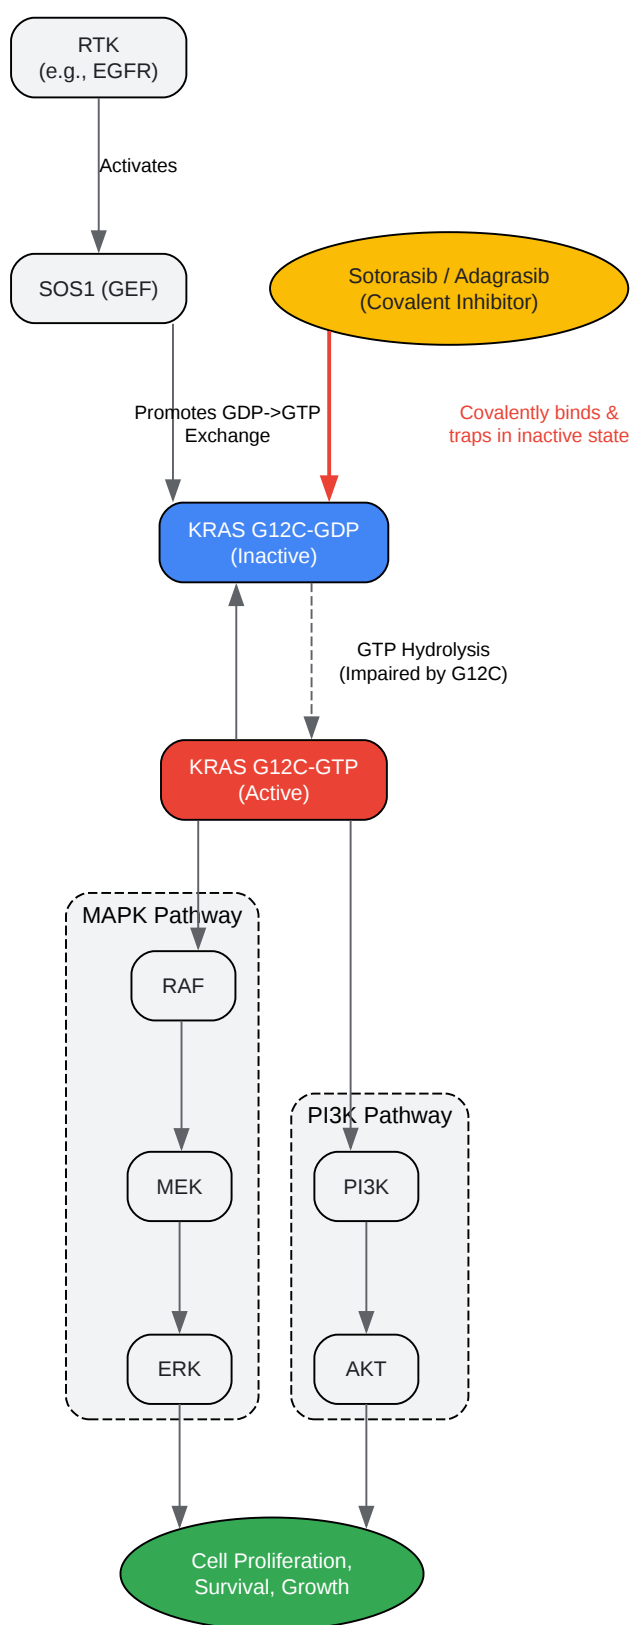 RTK
(e.g., EGFR)
Activates
SOS1 (GEF)
Sotorasib / Adagrasib
(Covalent Inhibitor)
Promotes GDP->GTP
Exchange
Covalently binds &
traps in inactive state
KRAS G12C-GDP
(Inactive)
GTP Hydrolysis
(Impaired by G12C)
KRAS G12C-GTP
(Active)
MAPK Pathway
RAF
PI3K Pathway
MEK
PI3K
ERK
AKT
Cell Proliferation,
Survival, Growth